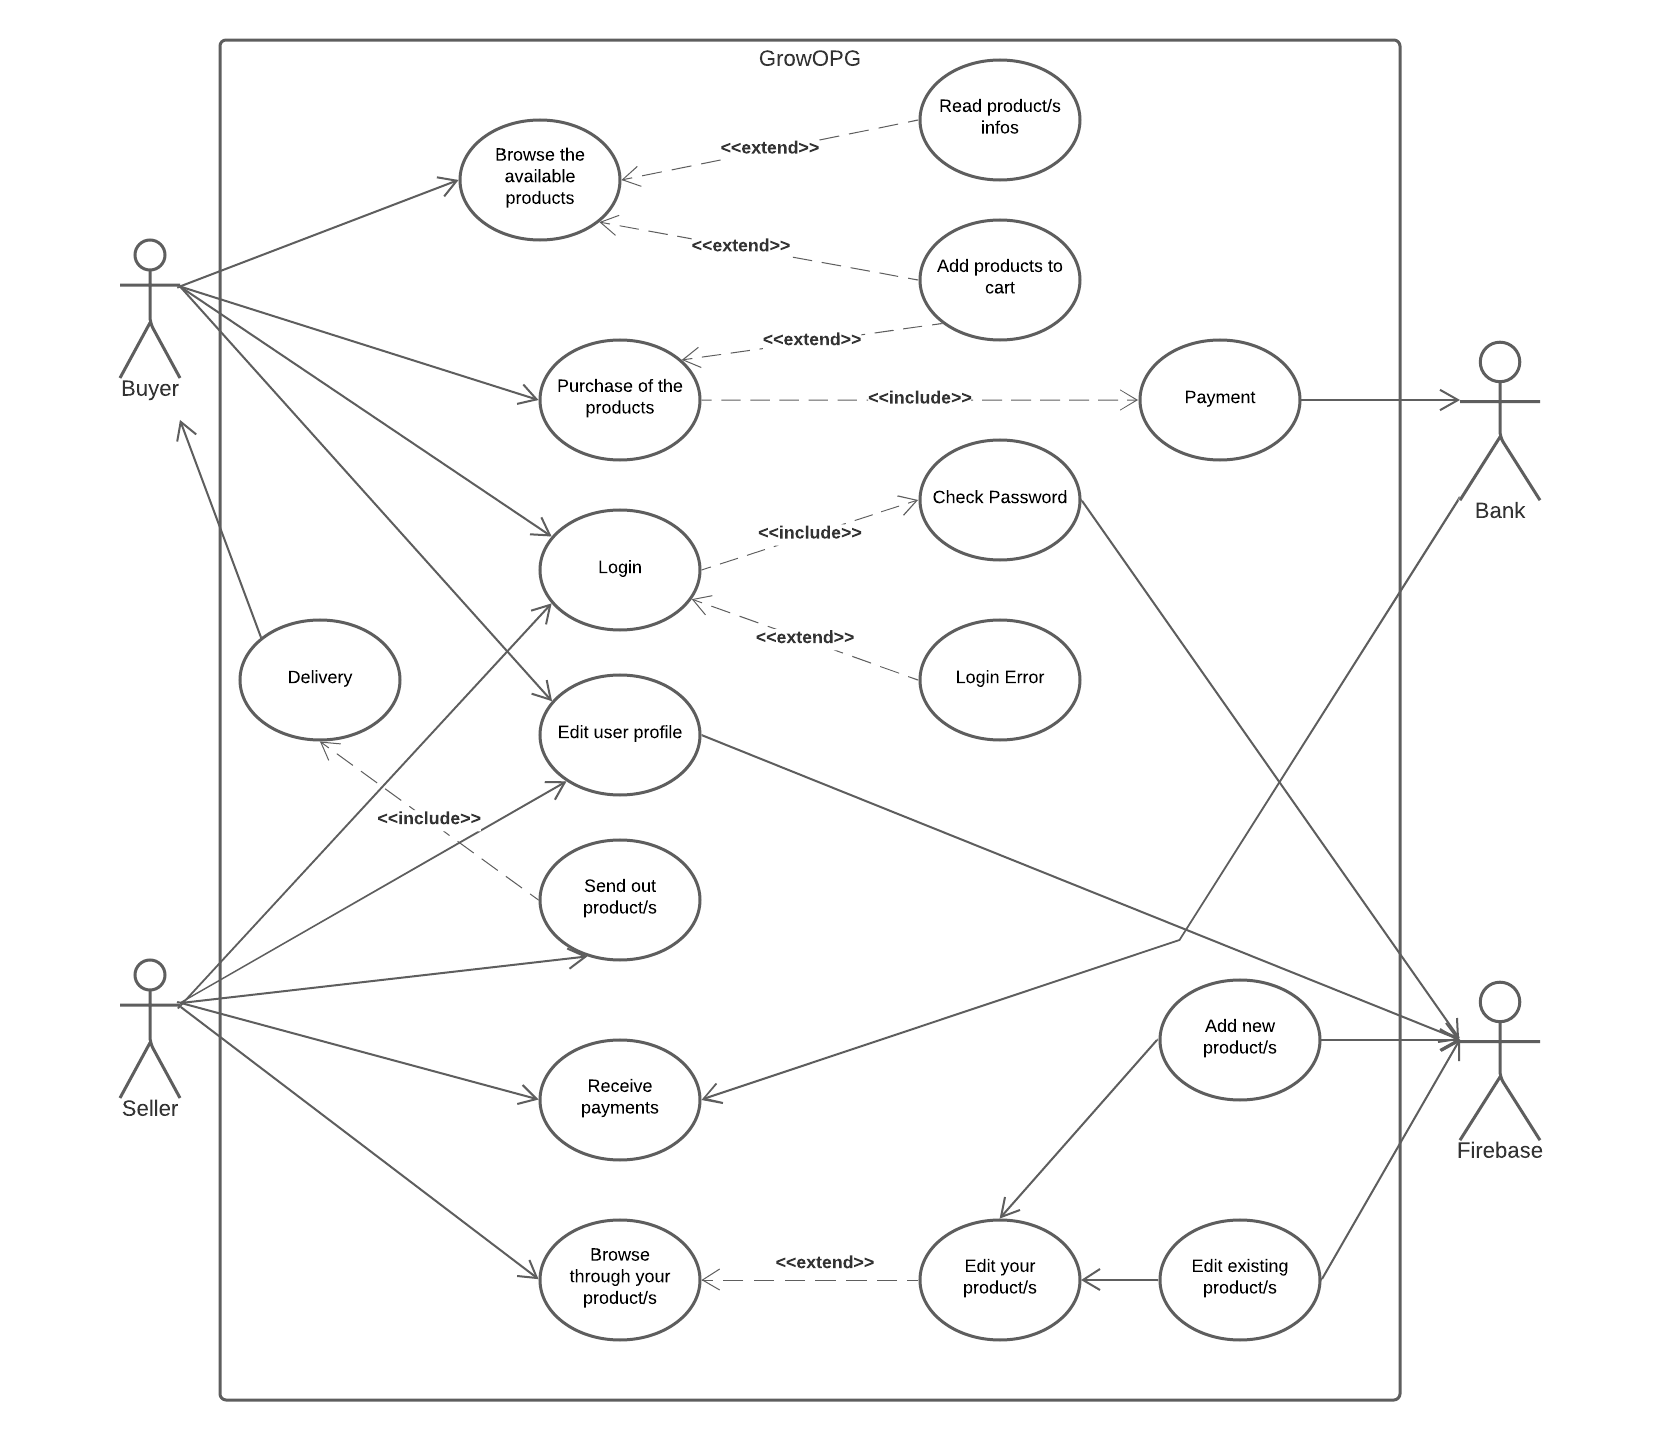 GrowOPG
Read product/s
infos
<<extend>>
Browse the
available
products
<<extend>>
Add products to
cart
<<extend>>
Buyer
Purchase of the
products
<<include>>
Payment
Bank
Check Password
<<include>>
Login
<<extend>>
Login Error
Delivery
Edit user profile
<<include>>
Send out
product/s
Seller
Receive
payments
Add new
product/s
Firebase
Browse
through your
product/s
<<extend>>
Edit your
product/s
Edit existing
product/s